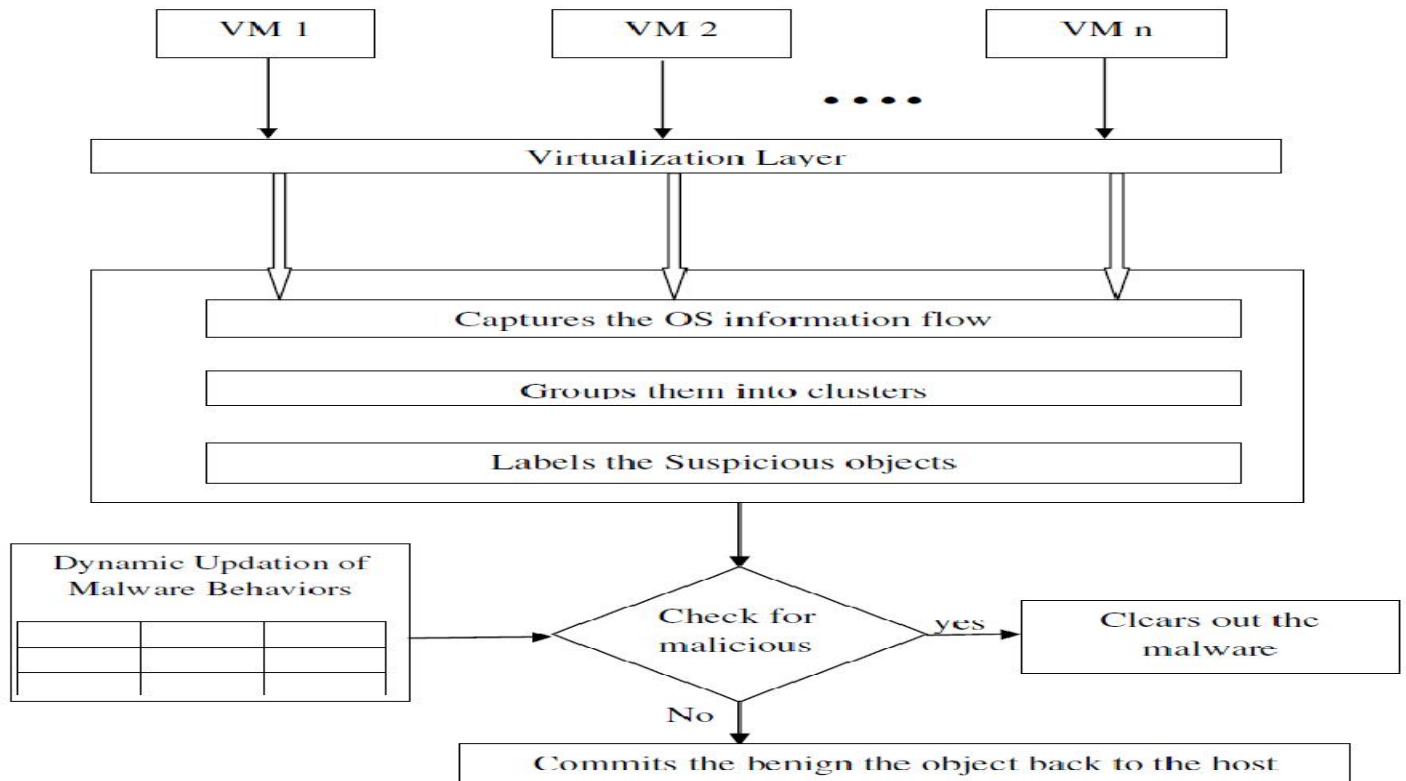 VM 1
VM 2
VM n
Virtualization Layer
Captures the OS information flow
Groups them into clusters
Labels the Suspicious objects
Dynamic Updation of
Malware Behaviors
Check for
malicious
yes
Clears out the
malware
No
Commits the benign the object back to the host